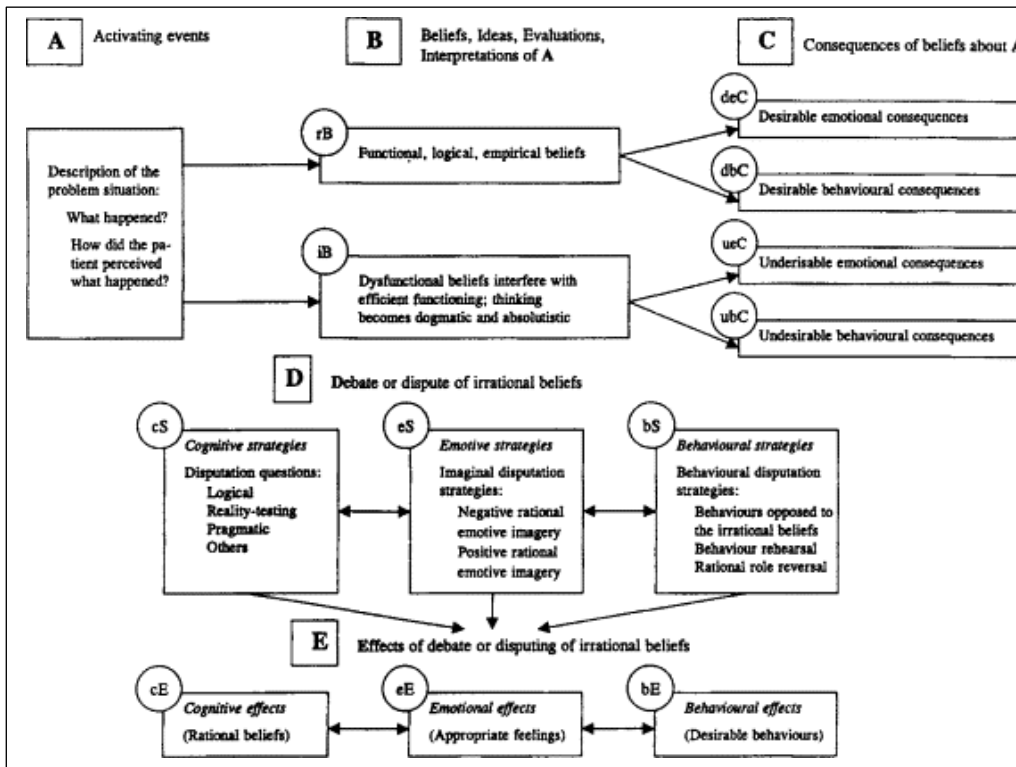 A
Activating events
B
Beliefs, Ideas, Evaluations,
Interpretations of A
C
Consequences of beliefs about A
Description of the
problem situation:
What happened?
How did the pa-
tient perceived
what happened?
rB
Functional, logical, empirical beliefs
iB
Dysfunctional beliefs interfere with
efficient functioning; thinking
becomes dogmatic and absolutistic
deC
Desirable emotional consequences
dbC
Desirable behavioural consequences
ueC
Underisable emotional consequences
ubC
Undesirable behavioural consequences
D
Debate or dispute of irrational beliefs
cS
Cognitive strategies
Disputation questions:
Logical
Reality-testing
Pragmatic
Others
eS
Emotive strategies
Imaginal disputation
strategies:
Negative rational
emotive imagery
Positive rational
emotive imagery
bS
Behavioural strategies
Behavioural disputation
strategies:
Behaviours opposed to
the irrational beliefs
Behaviour rehearsal
Rational role reversal
E
Effects of debate or disputing of irrational beliefs
cE
Cognitive effects
(Rational beliefs)
eE
Emotional effects
(Appropriate feelings)
bE
Behavioural effects
(Desirable behaviours)